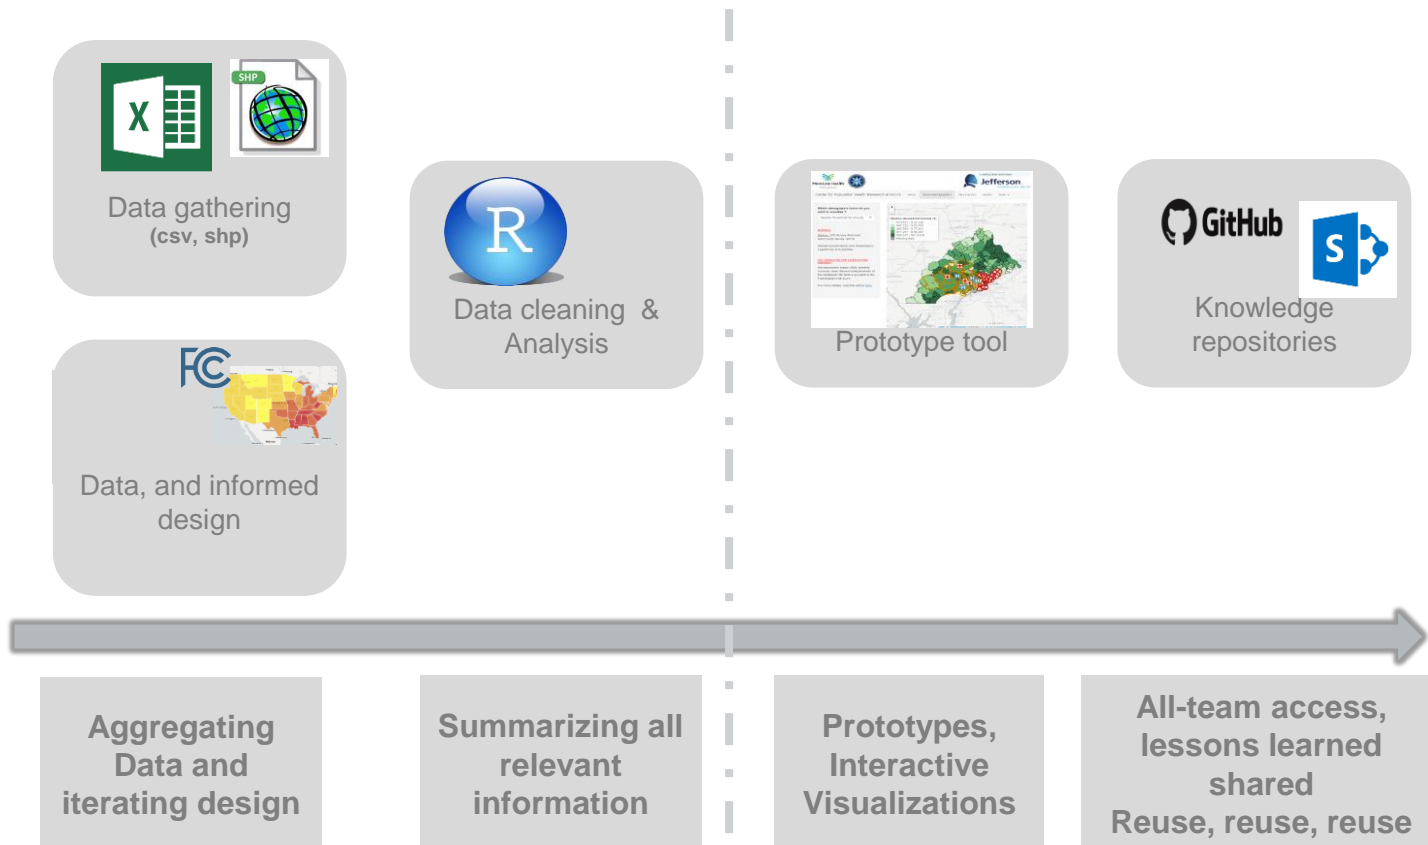 X
SHP
Data gathering
(csv, shp)
FCC
Data, and informed
design
R
Data cleaning & 
Analysis
Jefferson
Prototype tool
GitHub
S
Knowledge
repositories
Aggregating
Data and
iterating design
Summarizing all
relevant
information
Prototypes,
Interactive
Visualizations
All-team access,
lessons learned
shared
Reuse, reuse, reuse